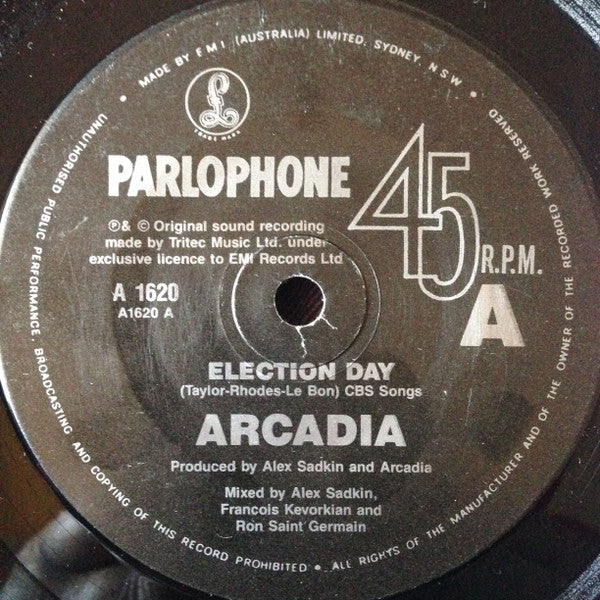 MADE BY EMI (AUSTRALIA) LIMITED, SYDNEY, N.S.W.
£
TRADE MARK
PARLOPHONE
45
R.P.M.
℗ & © Original sound recording
made by Tritec Music Ltd. under
exclusive licence to EMI Records Ltd
A 1620
A1620 A
A
ELECTION DAY
(Taylor-Rhodes-Le Bon) CBS Songs
ARCADIA
Produced by Alex Sadkin and Arcadia
Mixed by Alex Sadkin,
Francois Kevorkian and
Ron Saint Germain
UNAUTHORISED PUBLIC PERFORMANCE, BROADCASTING AND COPYING OF THIS RECORD PROHIBITED • ALL RIGHTS OF THE MANUFACTURER AND OF THE OWNER OF THE RECORDED WORK RESERVED